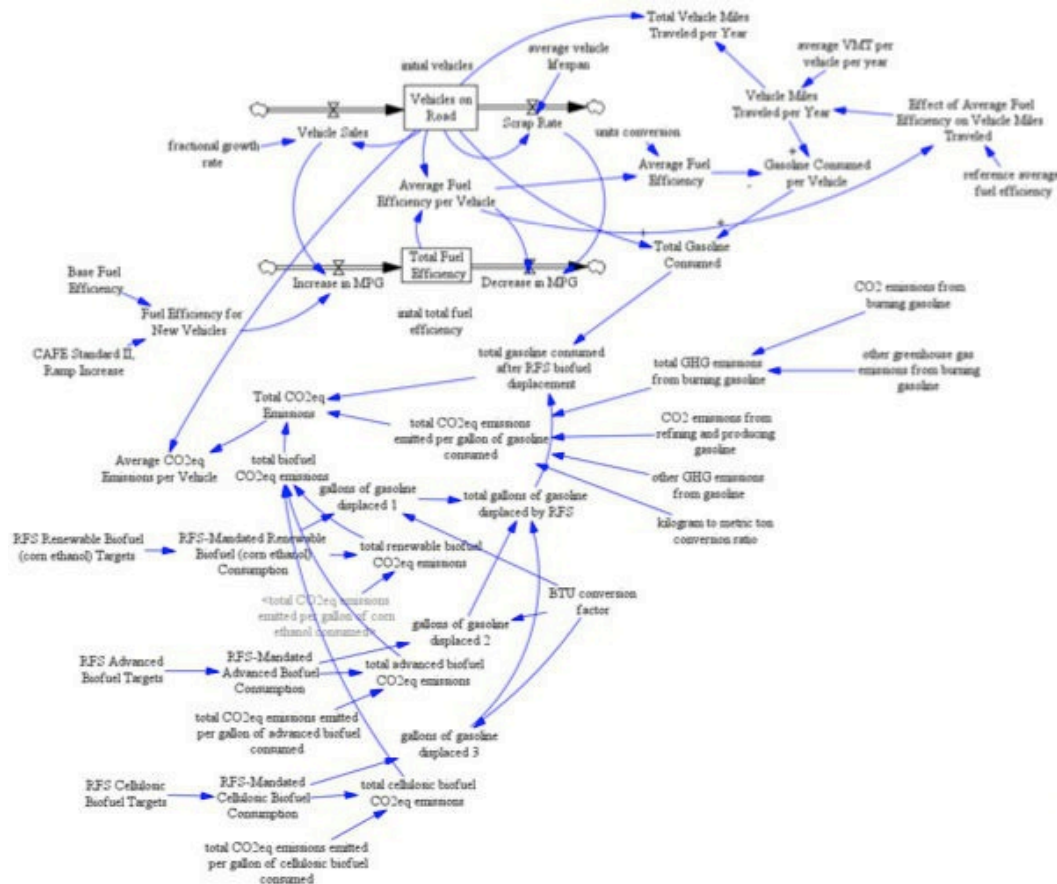 Total Vehicle Miles
Traveled per Year
average vehicle
lifespan
average VMT per
vehicle per year
initial vehicles
Vehicles on
Road
Vehicle Miles
Traveled per Year
Effect of Average Fuel
Efficiency on Vehicle Miles
Traveled
Vehicle Sales
Scrap Rate
units conversion
fractional growth
rate
Average Fuel
Efficiency
Gasoline Consumed
per Vehicle
reference average
fuel efficiency
Average Fuel
Efficiency per Vehicle
Total Gasoline
Consumed
Total Fuel
Efficiency
Base Fuel
Efficiency
Increase in MPG
Decrease in MPG
CO2 emissions from
burning gasoline
Fuel Efficiency for
New Vehicles
inital total fuel
efficiency
CAFE Standard II,
Ramp Increase
total gasoline consumed
after RFS biofuel
displacement
total GHG emissions
from burning gasoline
other greenhouse gas
emissions from burning
gasoline
Total CO2eq
Emissions
total CO2eq emissions
emitted per gallon of gasoline
consumed
CO2 emissions from
refining and producing
gasoline
Average CO2eq
Emissions per Vehicle
total biofuel
CO2eq emissions
other GHG emissions
from gasoline
gallons of gasoline
displaced 1
total gallons of gasoline
displaced by RFS
kilogram to metric ton
conversion ratio
RFS Renewable Biofuel
(corn ethanol) Targets
RFS-Mandated Renewable
Biofuel (corn ethanol)
Consumption
total renewable biofuel
CO2eq emissions
<total CO2eq emissions
emitted per gallon of corn
ethanol consumed>
BTU conversion
factor
gallons of gasoline
displaced 2
RFS Advanced
Biofuel Targets
RFS-Mandated
Advanced Biofuel
Consumption
total advanced biofuel
CO2eq emissions
total CO2eq emissions emitted
per gallon of advanced biofuel
consumed
gallons of gasoline
displaced 3
RFS Cellulosic
Biofuel Targets
RFS-Mandated
Cellulosic Biofuel
Consumption
total cellulosic biofuel
CO2eq emissions
total CO2eq emissions emitted
per gallon of cellulosic biofuel
consumed